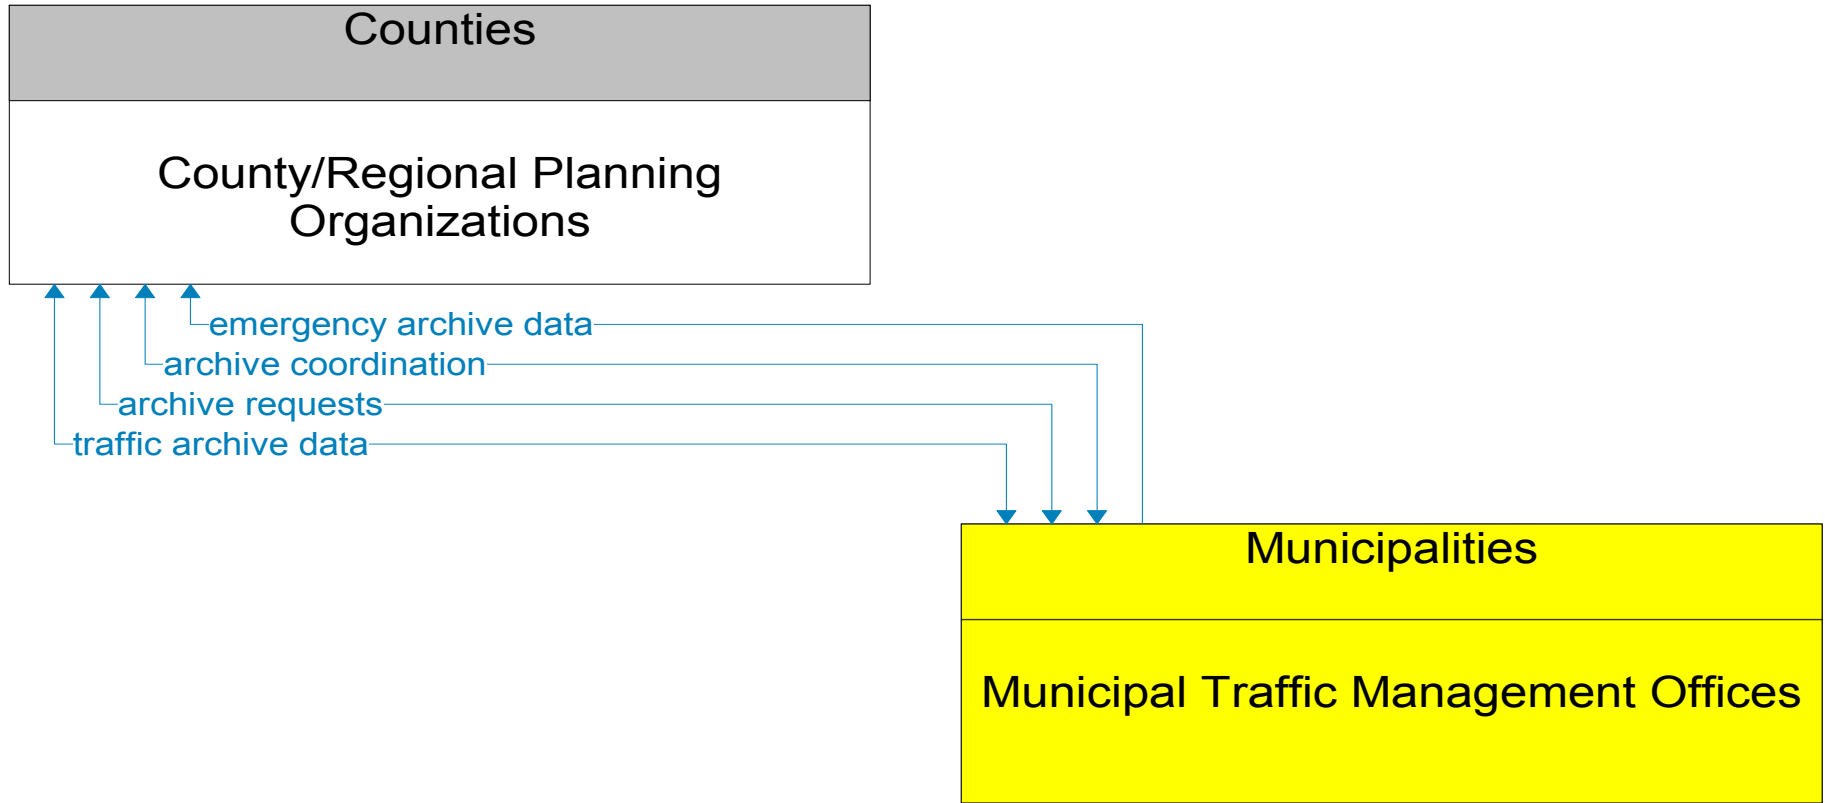 Counties
County/Regional Planning
Organizations
emergency archive data
archive coordination
archive requests
traffic archive data
Municipalities
Municipal Traffic Management Offices